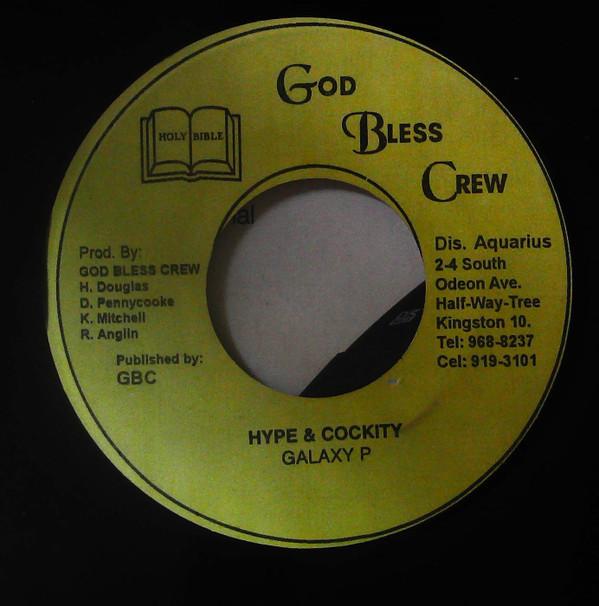 GOD
BLESS
CREW
HOLY BIBLE
Prod. By:
GOD BLESS CREW
H. Douglas
D. Pennycooke
K. Mitchell
R. Anglin
Published by:
GBC
Dis. Aquarius
2-4 South
Odeon Ave.
Half-Way-Tree
Kingston 10.
Tel: 968-8237
Cel: 919-3101
HYPE & COCKITY
GALAXY P